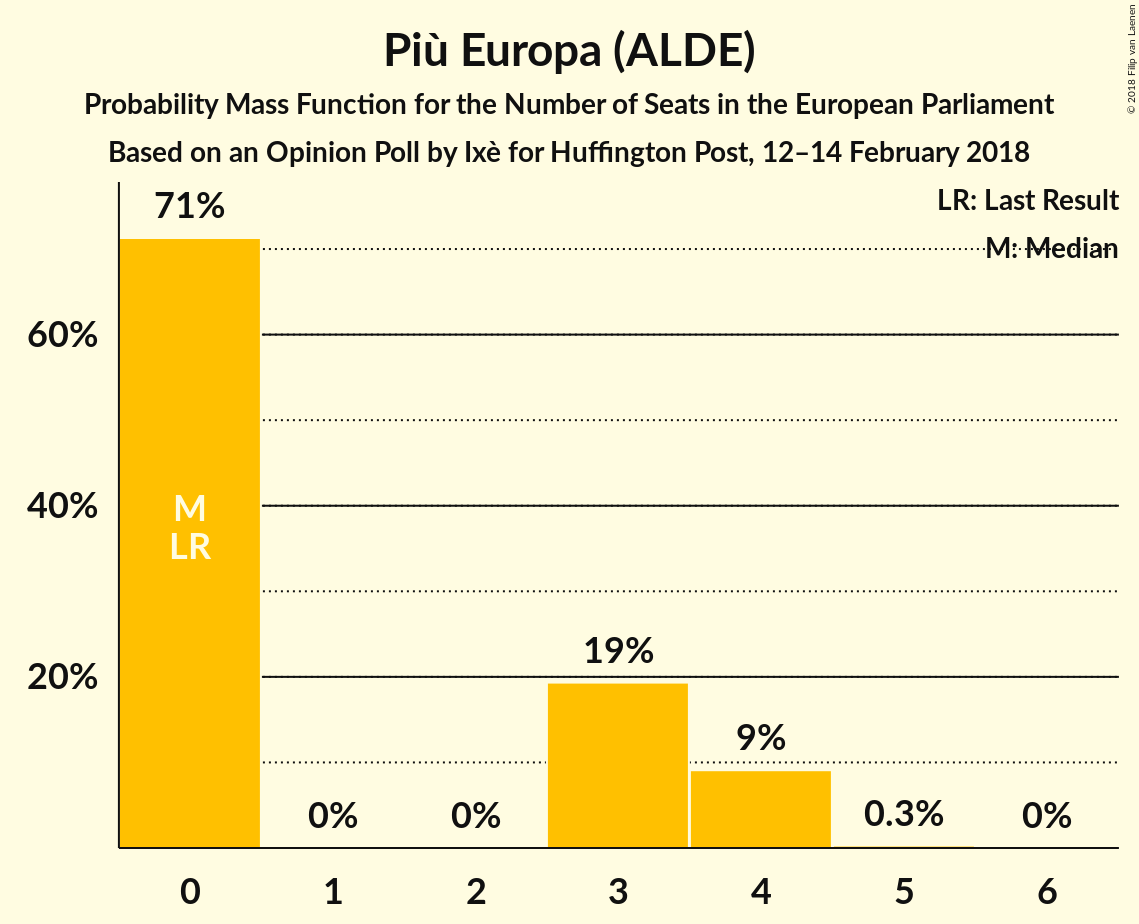 Più Europa (ALDE)
Probability Mass Function for the Number of Seats in the European Parliament
Based on an Opinion Poll by Ixè for Huffington Post, 12–14 February 2018
© 2018 Filip van Laenen
LR: Last Result
M: Median
71%
60%
40%
20%
M
LR
0%
0%
19%
9%
0.3%
0%
0 1 2 3 4 5 6